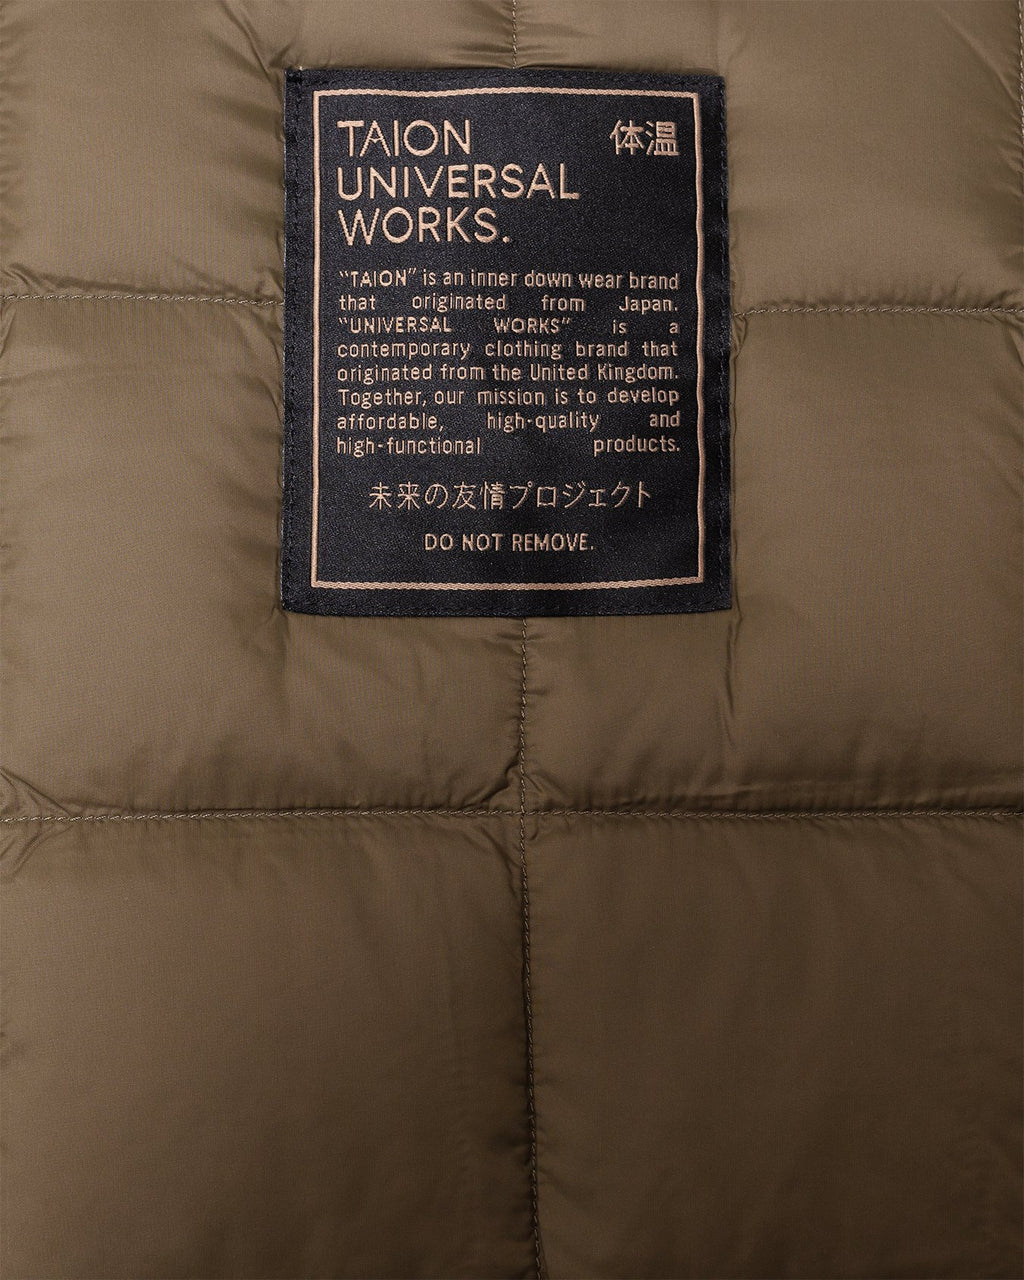 TAION 体温
UNIVERSAL
WORKS.
“TAION” is an inner down wear brand
that originated from Japan.
“UNIVERSAL WORKS” is a
contemporary clothing brand that
originated from the United Kingdom.
Together, our mission is to develop
affordable, high-quality and
high-functional products.
未来の友情プロジェクト
DO NOT REMOVE.